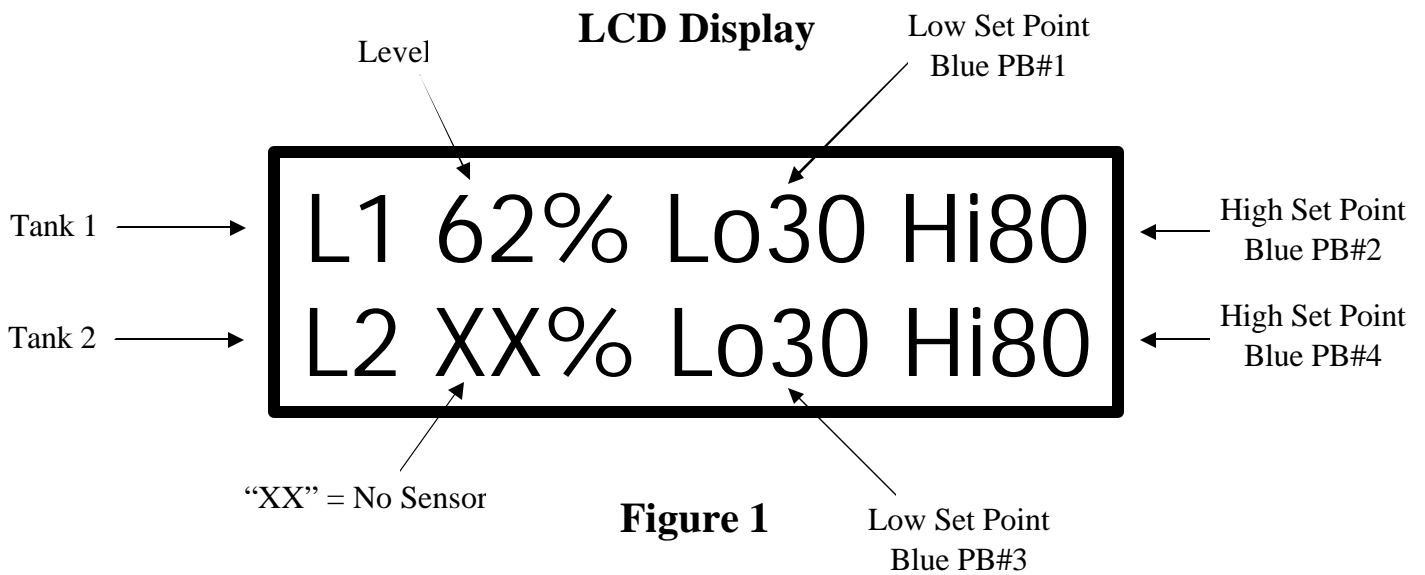 LCD Display
Level
Low Set Point
Blue PB#1
Tank 1
L1 62% Lo30 Hi80
High Set Point
Blue PB#2
Tank 2
L2 XX% Lo30 Hi80
High Set Point
Blue PB#4
“XX” = No Sensor
Figure 1
Low Set Point
Blue PB#3